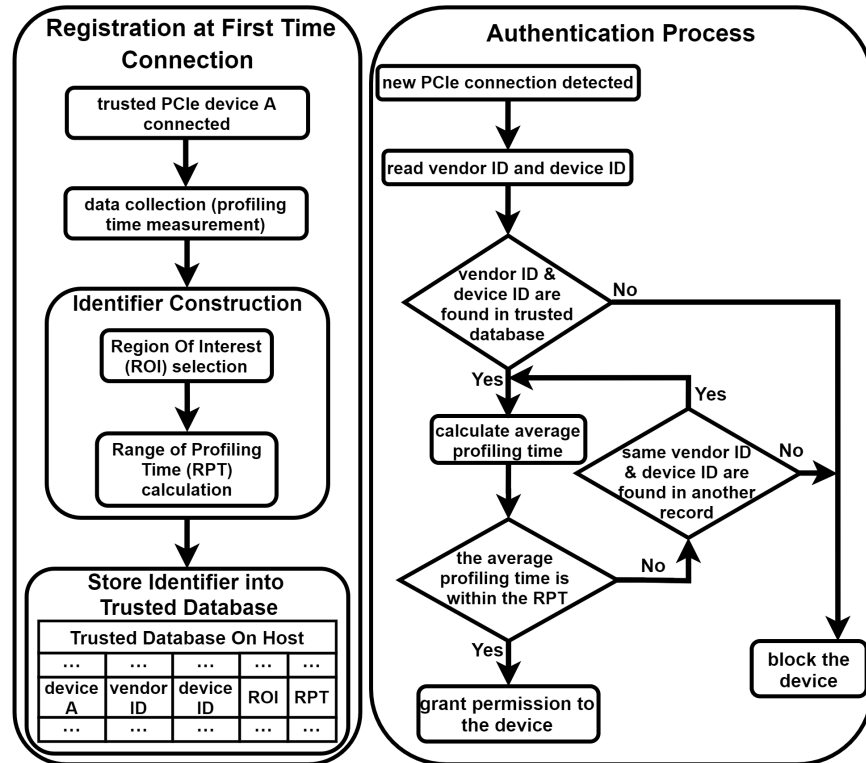 Registration at First Time
Connection
trusted PCIe device A
connected
data collection (profiling
time measurement)
Identifier Construction
Region Of Interest
(ROI) selection
Range of Profiling
Time (RPT)
calculation
Store Identifier into
Trusted Database
Trusted Database On Host
... ... ... ... ...
device A vendor ID device ID ROI RPT
... ... ... ... ...
Authentication Process
new PCIe connection detected
read vendor ID and device ID
vendor ID &
device ID are
found in trusted
database
No
Yes
calculate average
profiling time
Yes
same vendor ID
& device ID are
found in another
record
No
the average
profiling time is
within the RPT
No
Yes
grant permission to
the device
block the
device